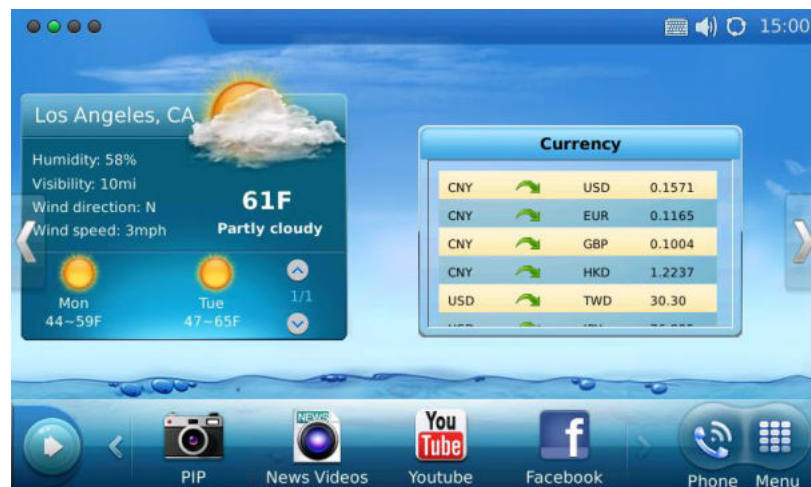 15:00
Los Angeles, CA
Humidity: 58%
Visibility: 10mi
Wind direction: N
Wind speed: 3mph
61F
Partly cloudy
Mon
44~59F
Tue
47~65F
1/1
Currency
CNY USD 0.1571
CNY EUR 0.1165
CNY GBP 0.1004
CNY HKD 1.2237
USD TWD 30.30
NEWS
You
Tube
f
PIP
News Videos
Youtube
Facebook
Phone
Menu